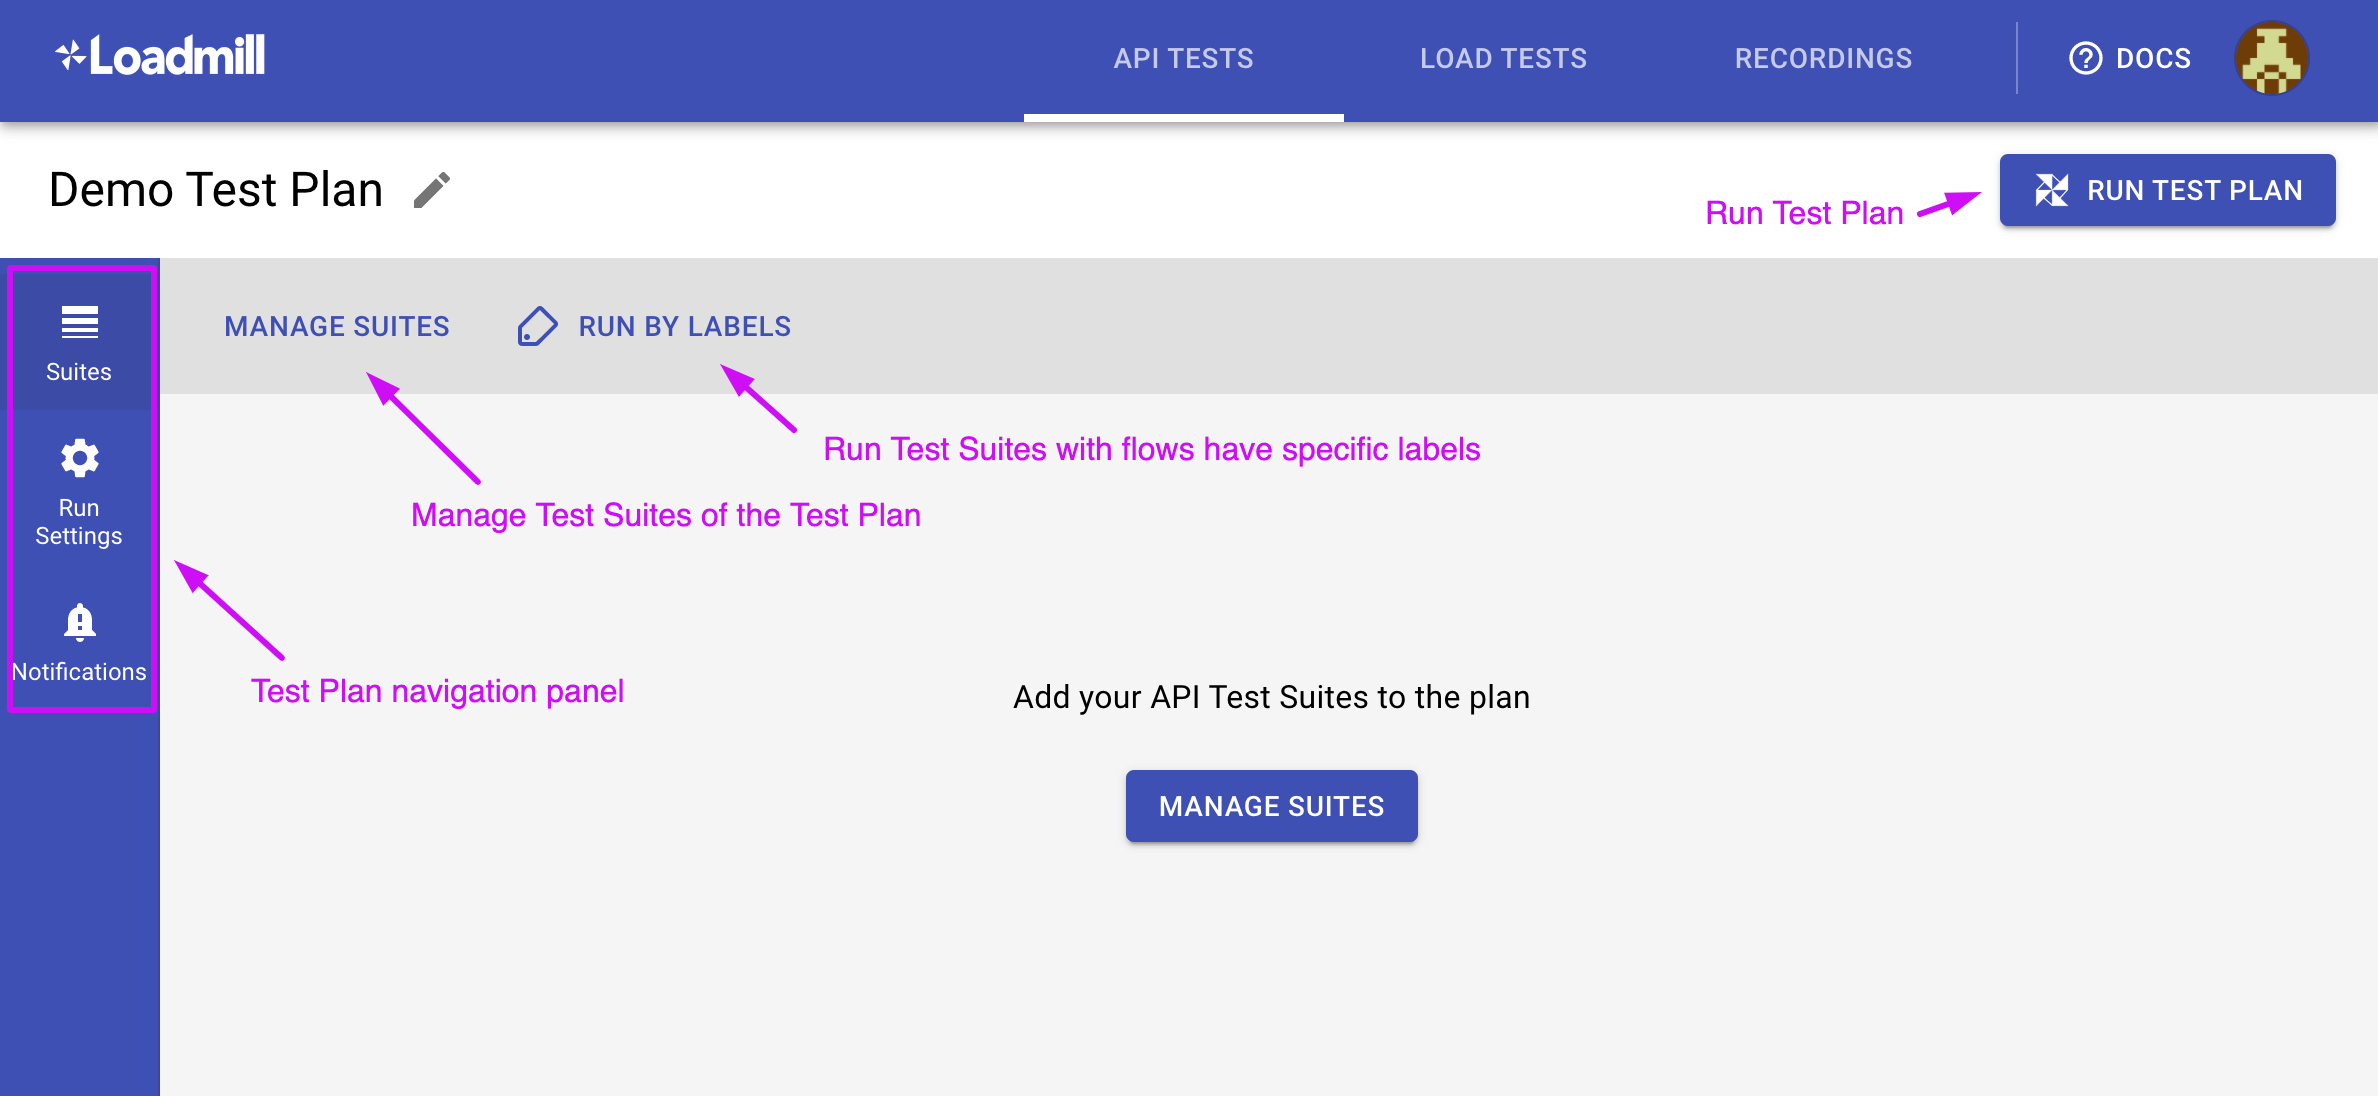 Loadmill
API TESTS
LOAD TESTS
RECORDINGS
DOCS
Demo Test Plan
Run Test Plan
RUN TEST PLAN
Suites
Run
Settings
Notifications
MANAGE SUITES
RUN BY LABELS
Run Test Suites with flows have specific labels
Manage Test Suites of the Test Plan
Test Plan navigation panel
Add your API Test Suites to the plan
MANAGE SUITES